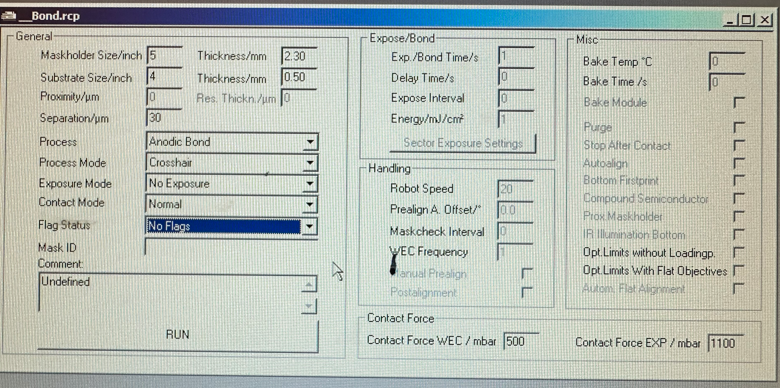 __Bond.rcp
General
Maskholder Size/inch 5 Thickness/mm 2.30
Substrate Size/inch 4 Thickness/mm 0.50
Proximity/µm 0 Res. Thickn./µm 0
Separation/µm 30
Process Anodic Bond
Process Mode Crosshair
Exposure Mode No Exposure
Contact Mode Normal
Flag Status No Flags
Mask ID
Comment:
Undefined
RUN
Expose/Bond
Exp./Bond Time/s 1
Delay Time/s 0
Expose Interval 0
Energy/mJ/cm² 1
Sector Exposure Settings
Handling
Robot Speed 20
Prealign A. Offset/° 0.0
Maskcheck Interval 0
WEC Frequency 1
Manual Prealign
Postalignment
Misc
Bake Temp °C 0
Bake Time /s 0
Bake Module
Purge
Stop After Contact
Autoalign
Bottom Firstprint
Compound Semiconductor
Prox Maskholder
IR Illumination Bottom
Opt.Limits without Loadingp.
Opt.Limits With Flat Objectives
Autom. Flat Alignment
Contact Force
Contact Force WEC / mbar 500 Contact Force EXP / mbar 1100